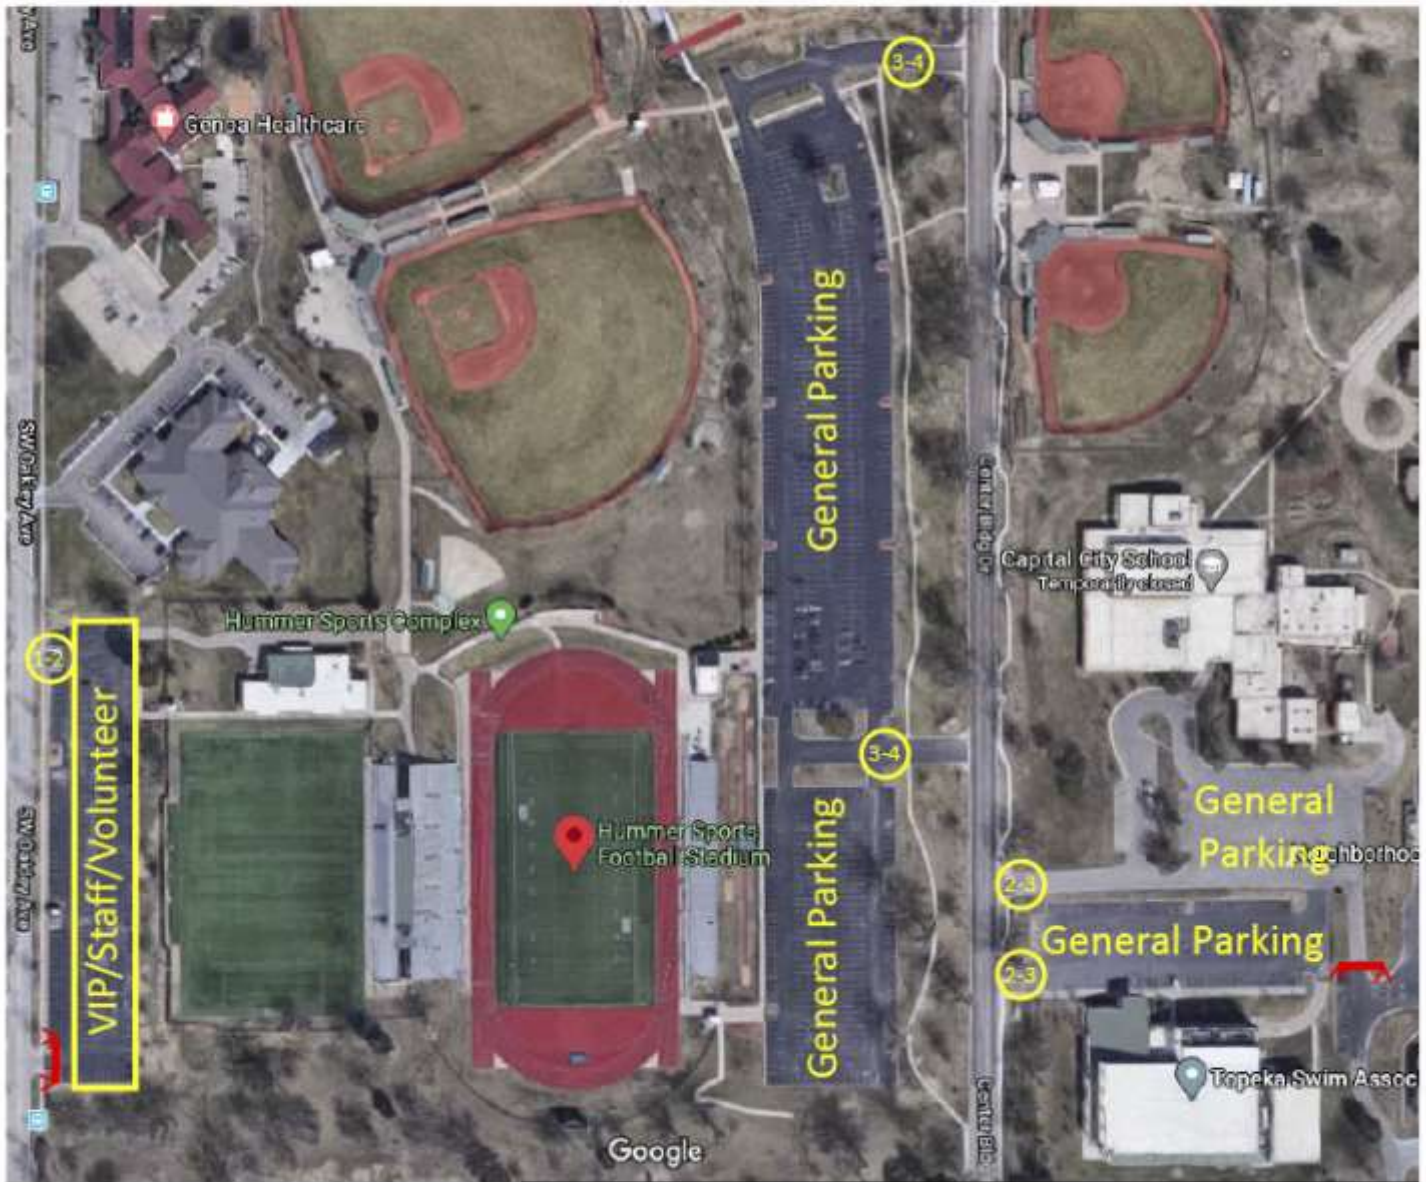 3-4
Genoa Healthcare
General Parking
SW Oakley Ave
Center Bldg Dr
Capital City School
Temporarily closed
Hummer Sports Complex
1-2
VIP/Staff/Volunteer
3-4
General
Parking
Hummer Sports
Football Stadium
General Parking
2-3
SW Oakley Ave
General Parking
2-3
Topeka Swim Assoc
Google